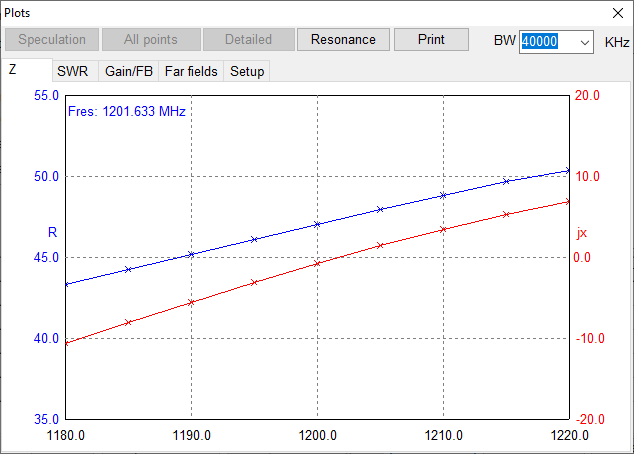 Plots
Speculation All points Detailed Resonance Print BW 40000 KHz
Z SWR Gain/FB Far fields Setup
55.0 20.0
Fres: 1201.633 MHz
50.0 10.0
R jx
45.0 0.0
40.0 -10.0
35.0 -20.0
1180.0 1190.0 1200.0 1210.0 1220.0